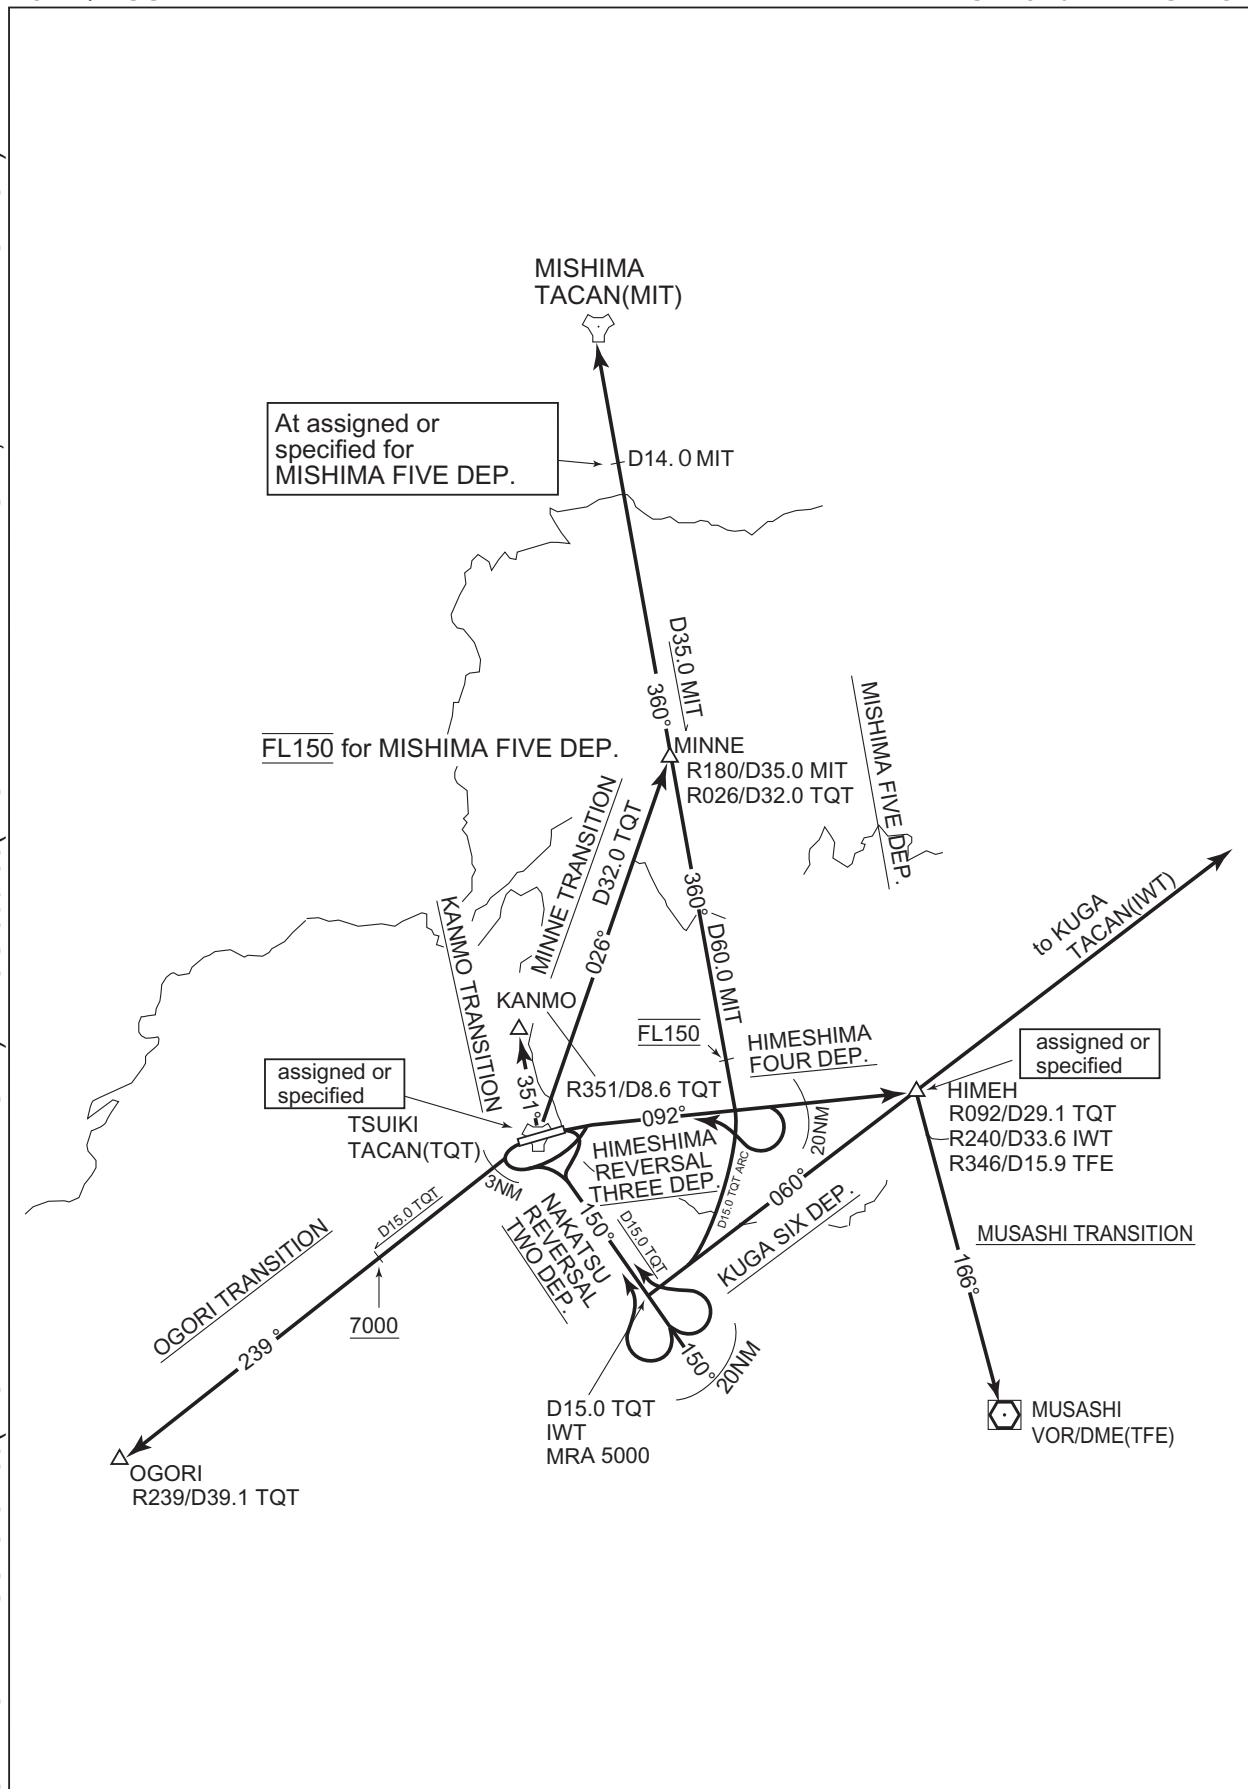 MISHIMA
TACAN(MIT)
At assigned or
specified for
MISHIMA FIVE DEP.
D14.0 MIT
D35.0 MIT
360°
FL150 for MISHIMA FIVE DEP.
MINNE
R180/D35.0 MIT
R026/D32.0 TQT
MISHIMA FIVE DEP.
MINNE TRANSITION
D32.0 TQT
026°
360°
D60.0 MIT
KANMO TRANSITION
to KUGA
TACAN(IWT)
KANMO
R351/D8.6 TQT
351°
FL150
HIMESHIMA
FOUR DEP.
assigned or
specified
assigned or
specified
HIMEH
R092/D29.1 TQT
R240/D33.6 IWT
R346/D15.9 TFE
TSUIKI
TACAN(TQT)
092°
20NM
HIMESHIMA
REVERSAL
THREE DEP.
3NM
D15.0 TQT ARC
060°
KUGA SIX DEP.
NAKATSU
REVERSAL
TWO DEP.
150°
D15.0 TQT
D15.0 TQT
OGORI TRANSITION
7000
239°
MUSASHI TRANSITION
166°
150°
20NM
D15.0 TQT
IWT
MRA 5000
MUSASHI
VOR/DME(TFE)
OGORI
R239/D39.1 TQT